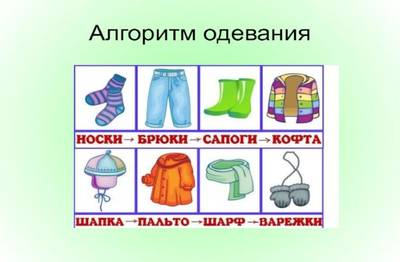 Алгоритм одевания
НОСКИ→БРЮКИ→САПОГИ→КОФТА
ШАПКА→ПАЛЬТО→ШАРФ→ВАРЕЖКИ